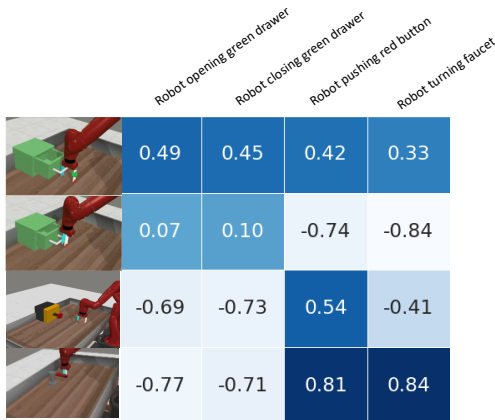 Robot opening green drawer
Robot closing green drawer
Robot pushing red button
Robot turning faucet
0.49 0.45 0.42 0.33
0.07 0.10 -0.74 -0.84
-0.69 -0.73 0.54 -0.41
-0.77 -0.71 0.81 0.84